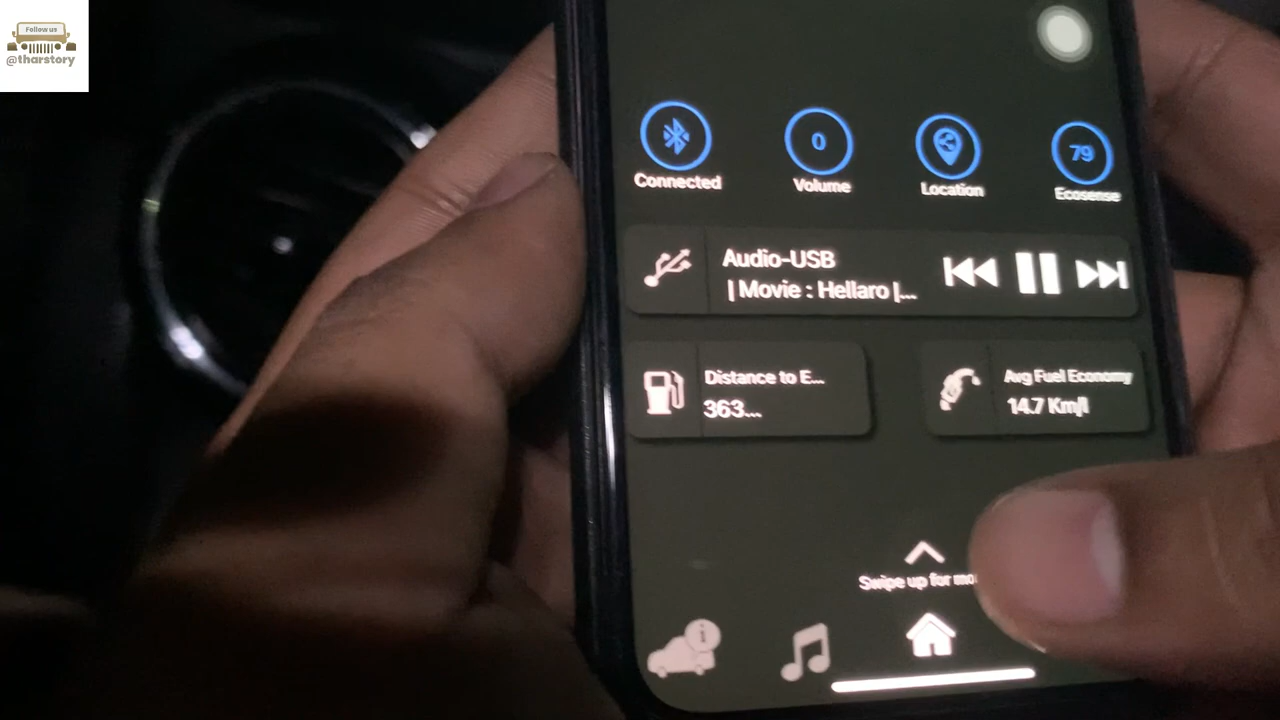 Follow us
@tharstory
0
79
Connected
Volume
Location
Ecosense
Audio-USB
| Movie : Hellaro |...
Distance to E...
363...
Avg Fuel Economy
14.7 Km/l
Swipe up for mo
i